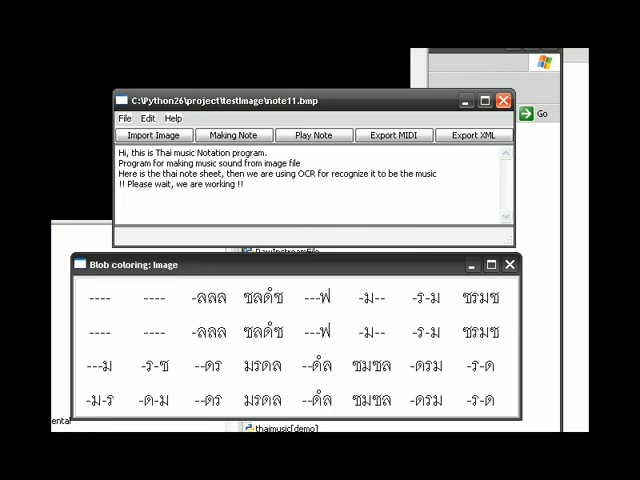 Go
C:\Python26\project\testImage\note11.bmp
File Edit Help
Import Image Making Note Play Note Export MIDI Export XML
Hi, this is Thai music Notation program.
Program for making music sound from image file
Here is the thai note sheet, then we are using OCR for recognize it to be the music
!! Please wait, we are working !!
Blob coloring: Image
---- ---- -ลลล ซลดํซ ---ฟ -ม-- -ร-ม ซรมซ
---- ---- -ลลล ซลดํซ ---ฟ -ม-- -ร-ม ซรมซ
---ม -ร-ซ --ดร มรดล --ดํล ซมซล -ดรม -ร-ด
-ม-ร -ด-ม --ดร มรดล --ดํล ซมซล -ดรม -ร-ด
ental
thaimusic[demo]